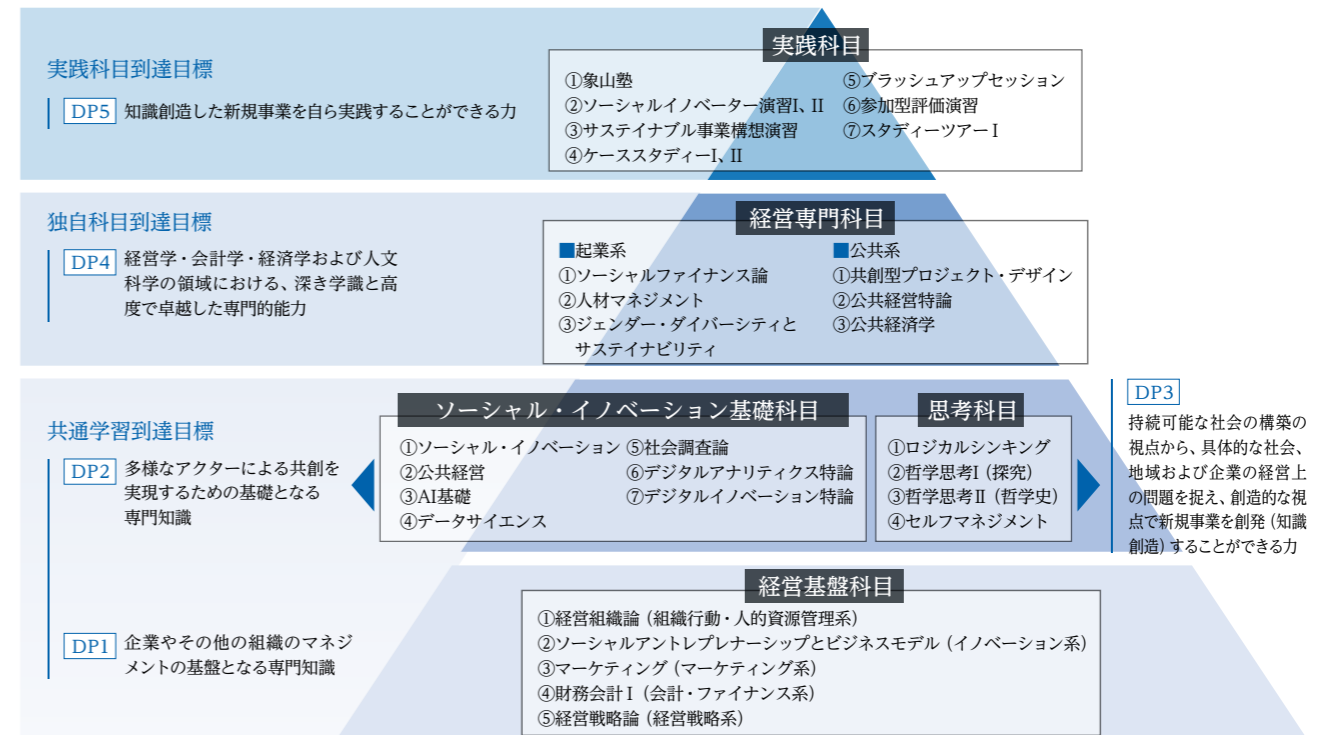 実践科目到達目標
DP5 知識創造した新規事業を自ら実践することができる力
実践科目
①象山塾
②ソーシャルイノベーター演習I、II
③サステイナブル事業構想演習
④ケーススタディーI、II
⑤ブラッシュアップセッション
⑥参加型評価演習
⑦スタディーツアーI
独自科目到達目標
DP4 経営学・会計学・経済学および人文
科学の領域における、深き学識と高
度で卓越した専門的能力
経営専門科目
■起業系
①ソーシャルファイナンス論
②人材マネジメント
③ジェンダー・ダイバーシティと
サステイナビリティ
■公共系
①共創型プロジェクト・デザイン
②公共経営特論
③公共経済学
共通学習到達目標
DP2 多様なアクターによる共創を
実現するための基礎となる
専門知識
ソーシャル・イノベーション基礎科目
①ソーシャル・イノベーション
②公共経営
③AI基礎
④データサイエンス
⑤社会調査論
⑥デジタルアナリティクス特論
⑦デジタルイノベーション特論
思考科目
①ロジカルシンキング
②哲学思考I（探究）
③哲学思考II（哲学史）
④セルフマネジメント
DP3
持続可能な社会の構築の
視点から、具体的な社会、
地域および企業の経営上
の問題を捉え、創造的な視
点で新規事業を創発（知識
創造）することができる力
DP1 企業やその他の組織のマネジ
メントの基盤となる専門知識
経営基盤科目
①経営組織論（組織行動・人的資源管理系）
②ソーシャルアントレプレナーシップとビジネスモデル（イノベーション系）
③マーケティング（マーケティング系）
④財務会計I（会計・ファイナンス系）
⑤経営戦略論（経営戦略系）